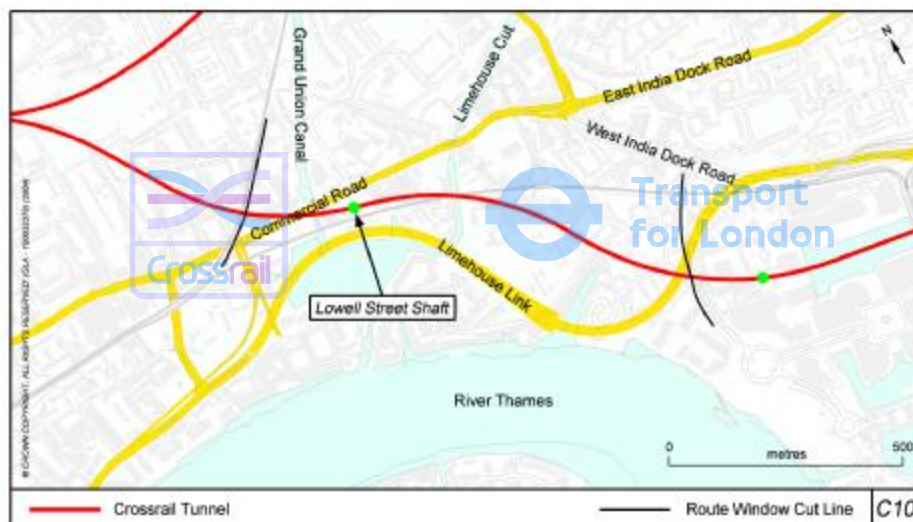 N
Grand Union Canal
Limehouse Cut
East India Dock Road
West India Dock Road
Commercial Road
Transport
for London
Crossrail
Limehouse Link
Lowell Street Shaft
River Thames
0 500
metres
Crossrail Tunnel
Route Window Cut Line
C10